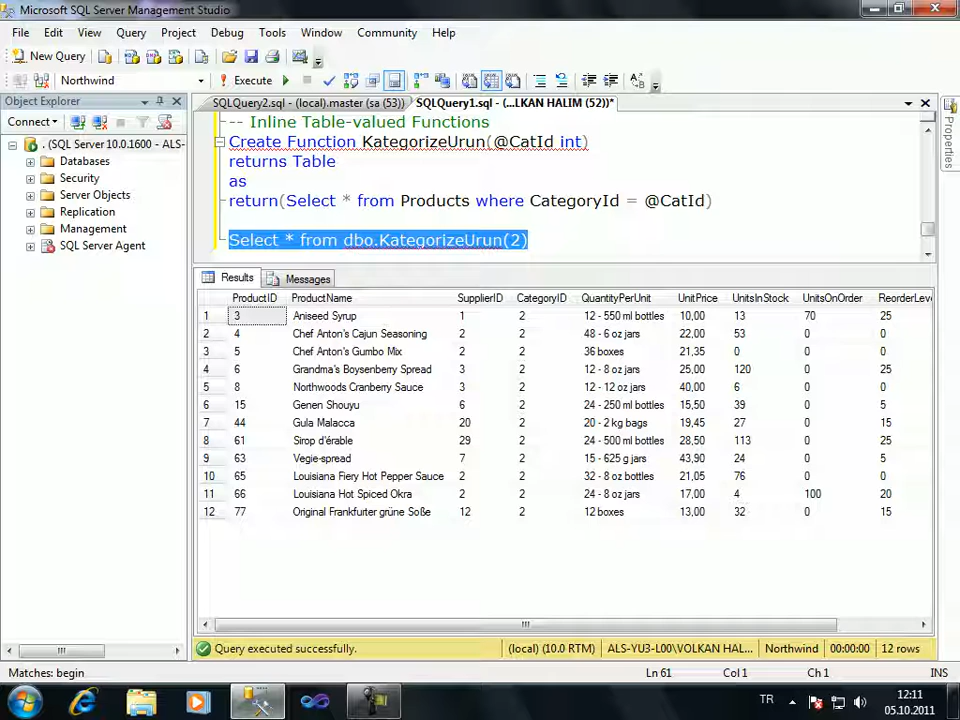 Microsoft SQL Server Management Studio
File Edit View Query Project Debug Tools Window Community Help
New Query
Northwind Execute
Object Explorer
SQLQuery2.sql - (local).master (sa (53)) SQLQuery1.sql - (...LKAN HALIM (52))*
Connect
. (SQL Server 10.0.1600 - ALS-
Databases
Security
Server Objects
Replication
Management
SQL Server Agent
Properties
-- Inline Table-valued Functions
Create Function KategorizeUrun(@CatId int)
returns Table
as
return(Select * from Products where CategoryId = @CatId)
Select * from dbo.KategorizeUrun(2)
Results Messages
ProductID ProductName SupplierID CategoryID QuantityPerUnit UnitPrice UnitsInStock UnitsOnOrder ReorderLeve
1 3 Aniseed Syrup 1 2 12 - 550 ml bottles 10,00 13 70 25
2 4 Chef Anton's Cajun Seasoning 2 2 48 - 6 oz jars 22,00 53 0 0
3 5 Chef Anton's Gumbo Mix 2 2 36 boxes 21,35 0 0 0
4 6 Grandma's Boysenberry Spread 3 2 12 - 8 oz jars 25,00 120 0 25
5 8 Northwoods Cranberry Sauce 3 2 12 - 12 oz jars 40,00 6 0 0
6 15 Genen Shouyu 6 2 24 - 250 ml bottles 15,50 39 0 5
7 44 Gula Malacca 20 2 20 - 2 kg bags 19,45 27 0 15
8 61 Sirop d'érable 29 2 24 - 500 ml bottles 28,50 113 0 25
9 63 Vegie-spread 7 2 15 - 625 g jars 43,90 24 0 5
10 65 Louisiana Fiery Hot Pepper Sauce 2 2 32 - 8 oz bottles 21,05 76 0 0
11 66 Louisiana Hot Spiced Okra 2 2 24 - 8 oz jars 17,00 4 100 20
12 77 Original Frankfurter grüne Soße 12 2 12 boxes 13,00 32 0 15
Query executed successfully. (local) (10.0 RTM) ALS-YU3-L00\VOLKAN HAL... Northwind 00:00:00 12 rows
Matches: begin Ln 61 Col 1 Ch 1 INS
TR 12:11
05.10.2011